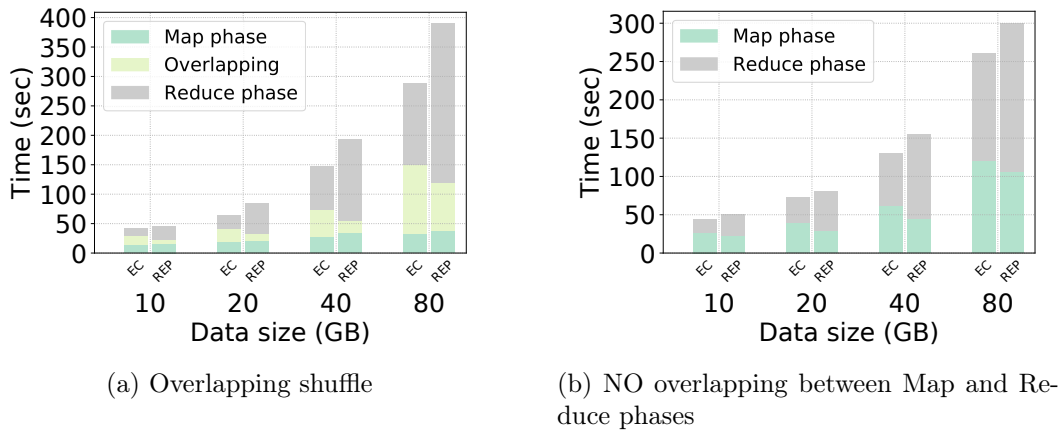 400
350
300
250
200
150
100
50
0
Time (sec)
Map phase
Overlapping
Reduce phase
EC REP EC REP EC REP EC REP
10 20 40 80
Data size (GB)
(a) Overlapping shuffle
300
250
200
150
100
50
0
Time (sec)
Map phase
Reduce phase
EC REP EC REP EC REP EC REP
10 20 40 80
Data size (GB)
(b) NO overlapping between Map and Re-
duce phases